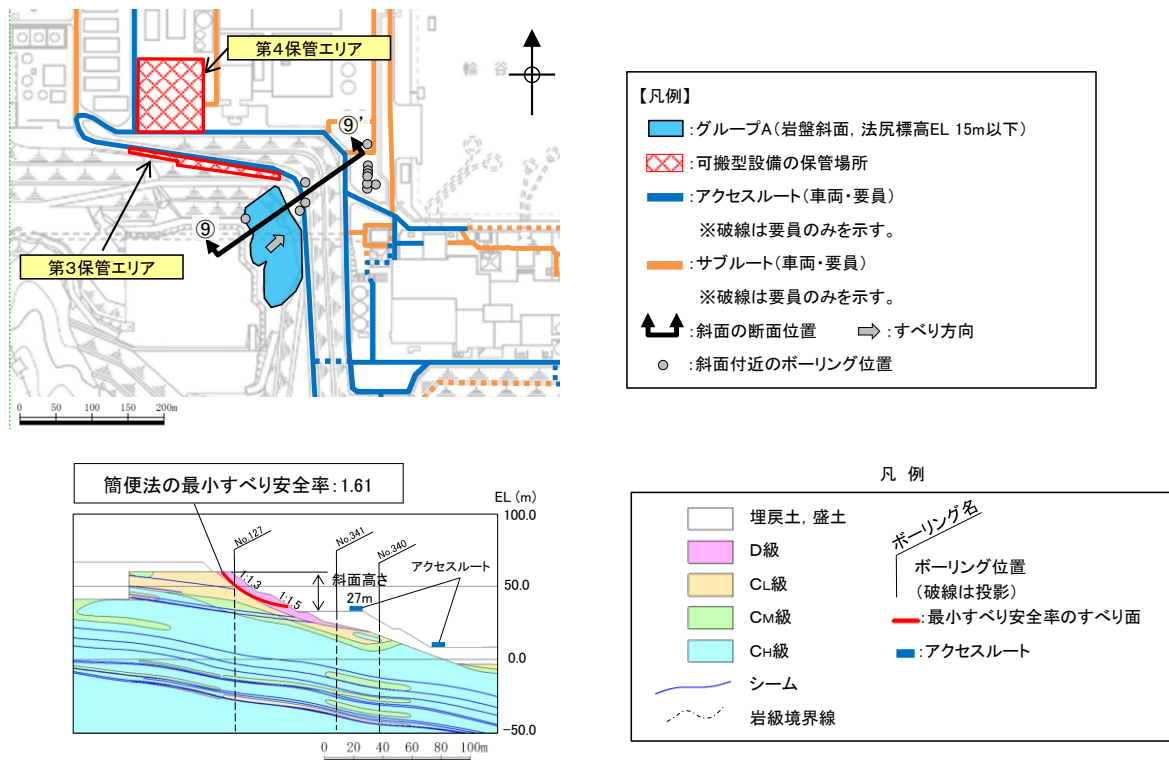 第4保管エリア
輪谷
⑨’
⑨
第3保管エリア
0 50 100 150 200m
【凡例】
:グループA(岩盤斜面，法尻標高EL 15m以下)
:可搬型設備の保管場所
:アクセスルート(車両・要員)
※破線は要員のみを示す。
:サブルート(車両・要員)
※破線は要員のみを示す。
:斜面の断面位置 :すべり方向
:斜面付近のボーリング位置
簡便法の最小すべり安全率:1.61
EL (m)
100.0
No.127
No.341
No.340
アクセスルート
1:1.3
斜面高さ
27m
50.0
1:1.5
0.0
-50.0
0 20 40 60 80 100m
凡 例
埋戻土，盛土
D級
CL級
CM級
CH級
シーム
岩級境界線
ボーリング名
ボーリング位置
(破線は投影)
:最小すべり安全率のすべり面
:アクセスルート